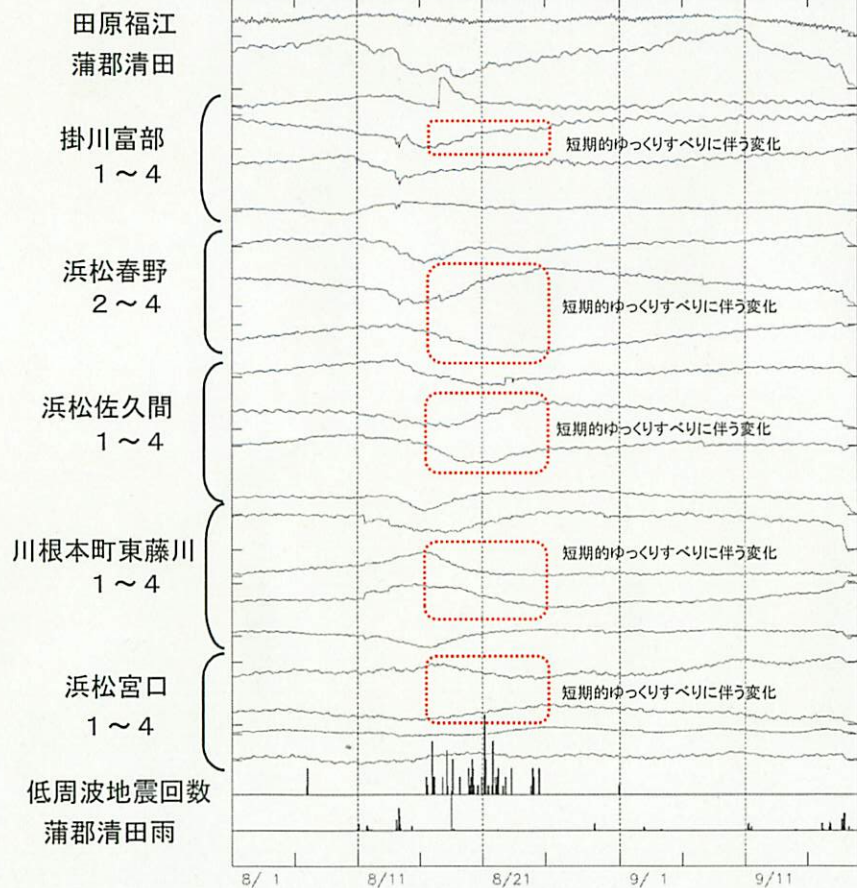 田原福江
蒲郡清田
掛川富部
1～4
短期的ゆっくりすべりに伴う変化
浜松春野
2～4
短期的ゆっくりすべりに伴う変化
浜松佐久間
1～4
短期的ゆっくりすべりに伴う変化
川根本町東藤川
1～4
短期的ゆっくりすべりに伴う変化
浜松宮口
1～4
短期的ゆっくりすべりに伴う変化
低周波地震回数
蒲郡清田雨
8/ 1 8/11 8/21 9/ 1 9/11